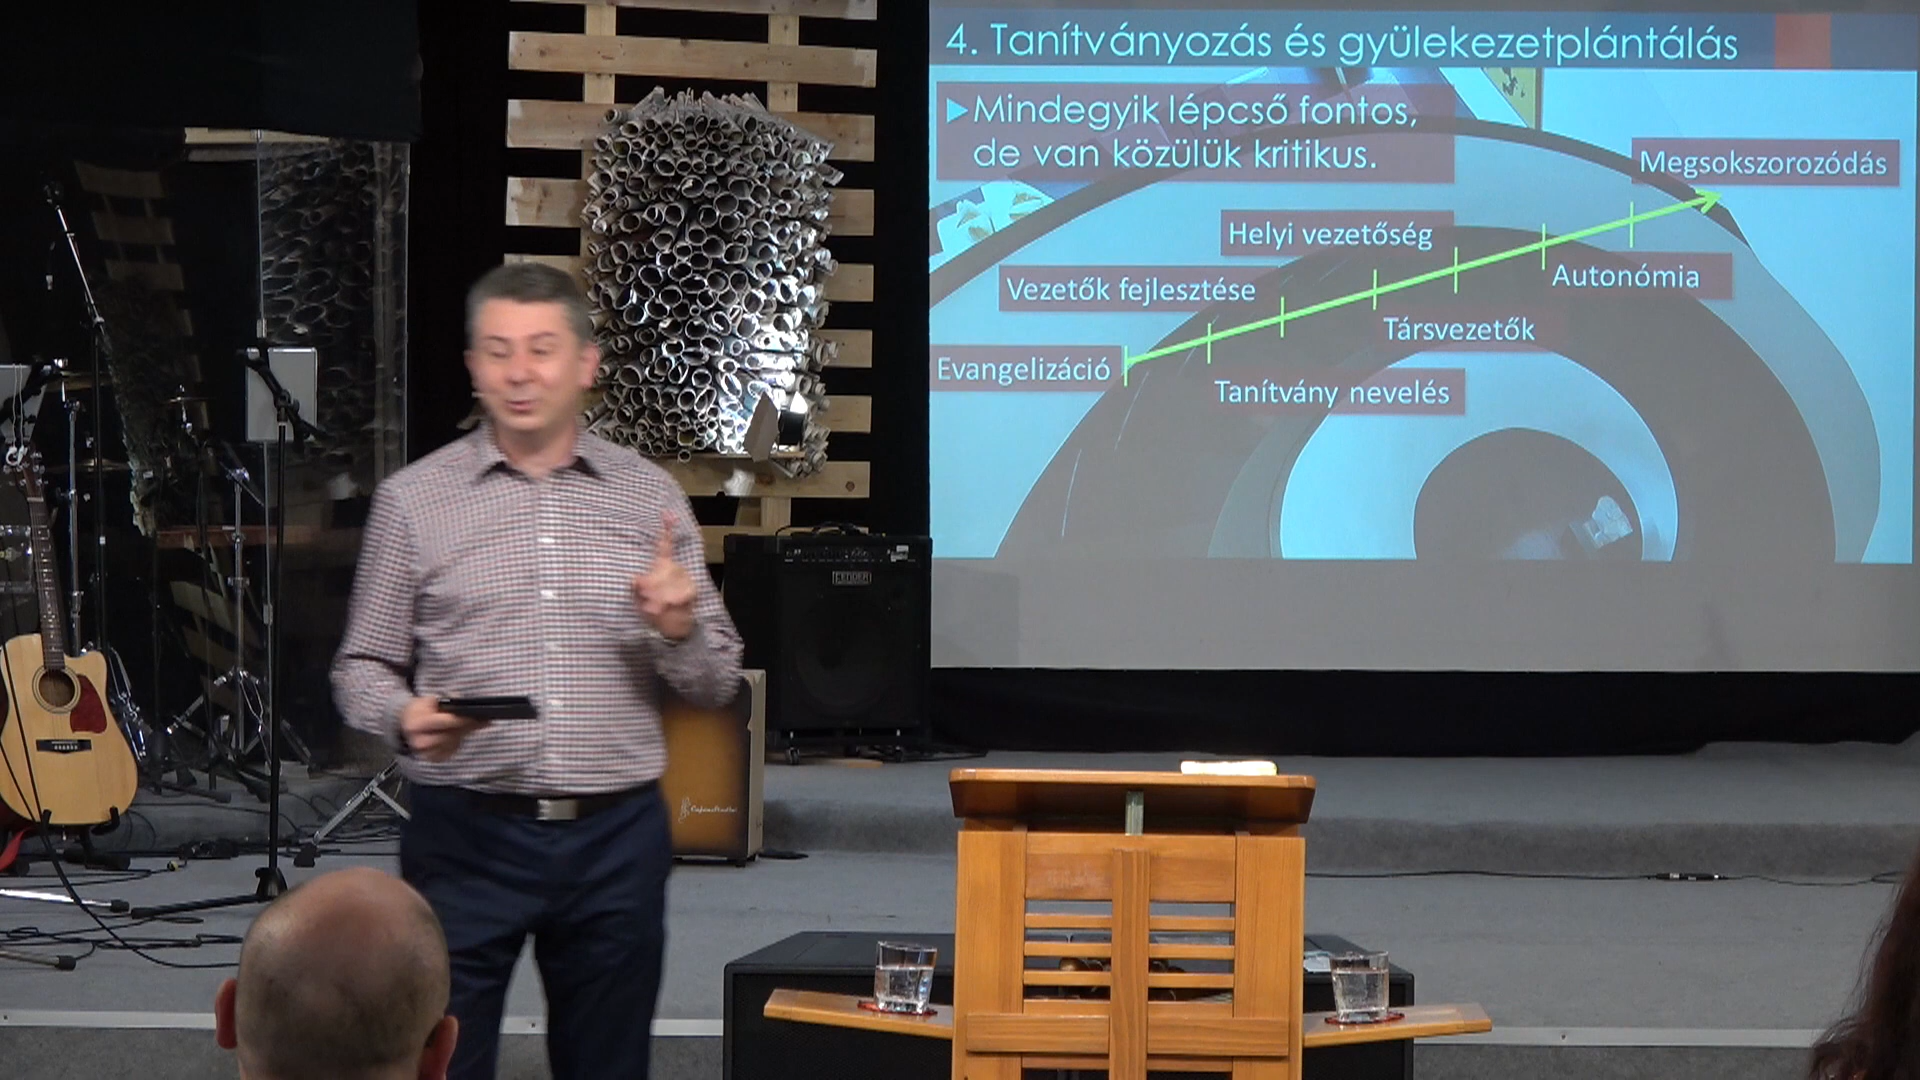 4. Tanítványozás és gyülekezetplántálás
Mindegyik lépcső fontos,
de van közülük kritikus.
Megsokszorozódás
Helyi vezetőség
Autonómia
Vezetők fejlesztése
Társvezetők
Evangelizáció
Tanítvány nevelés
FENDER